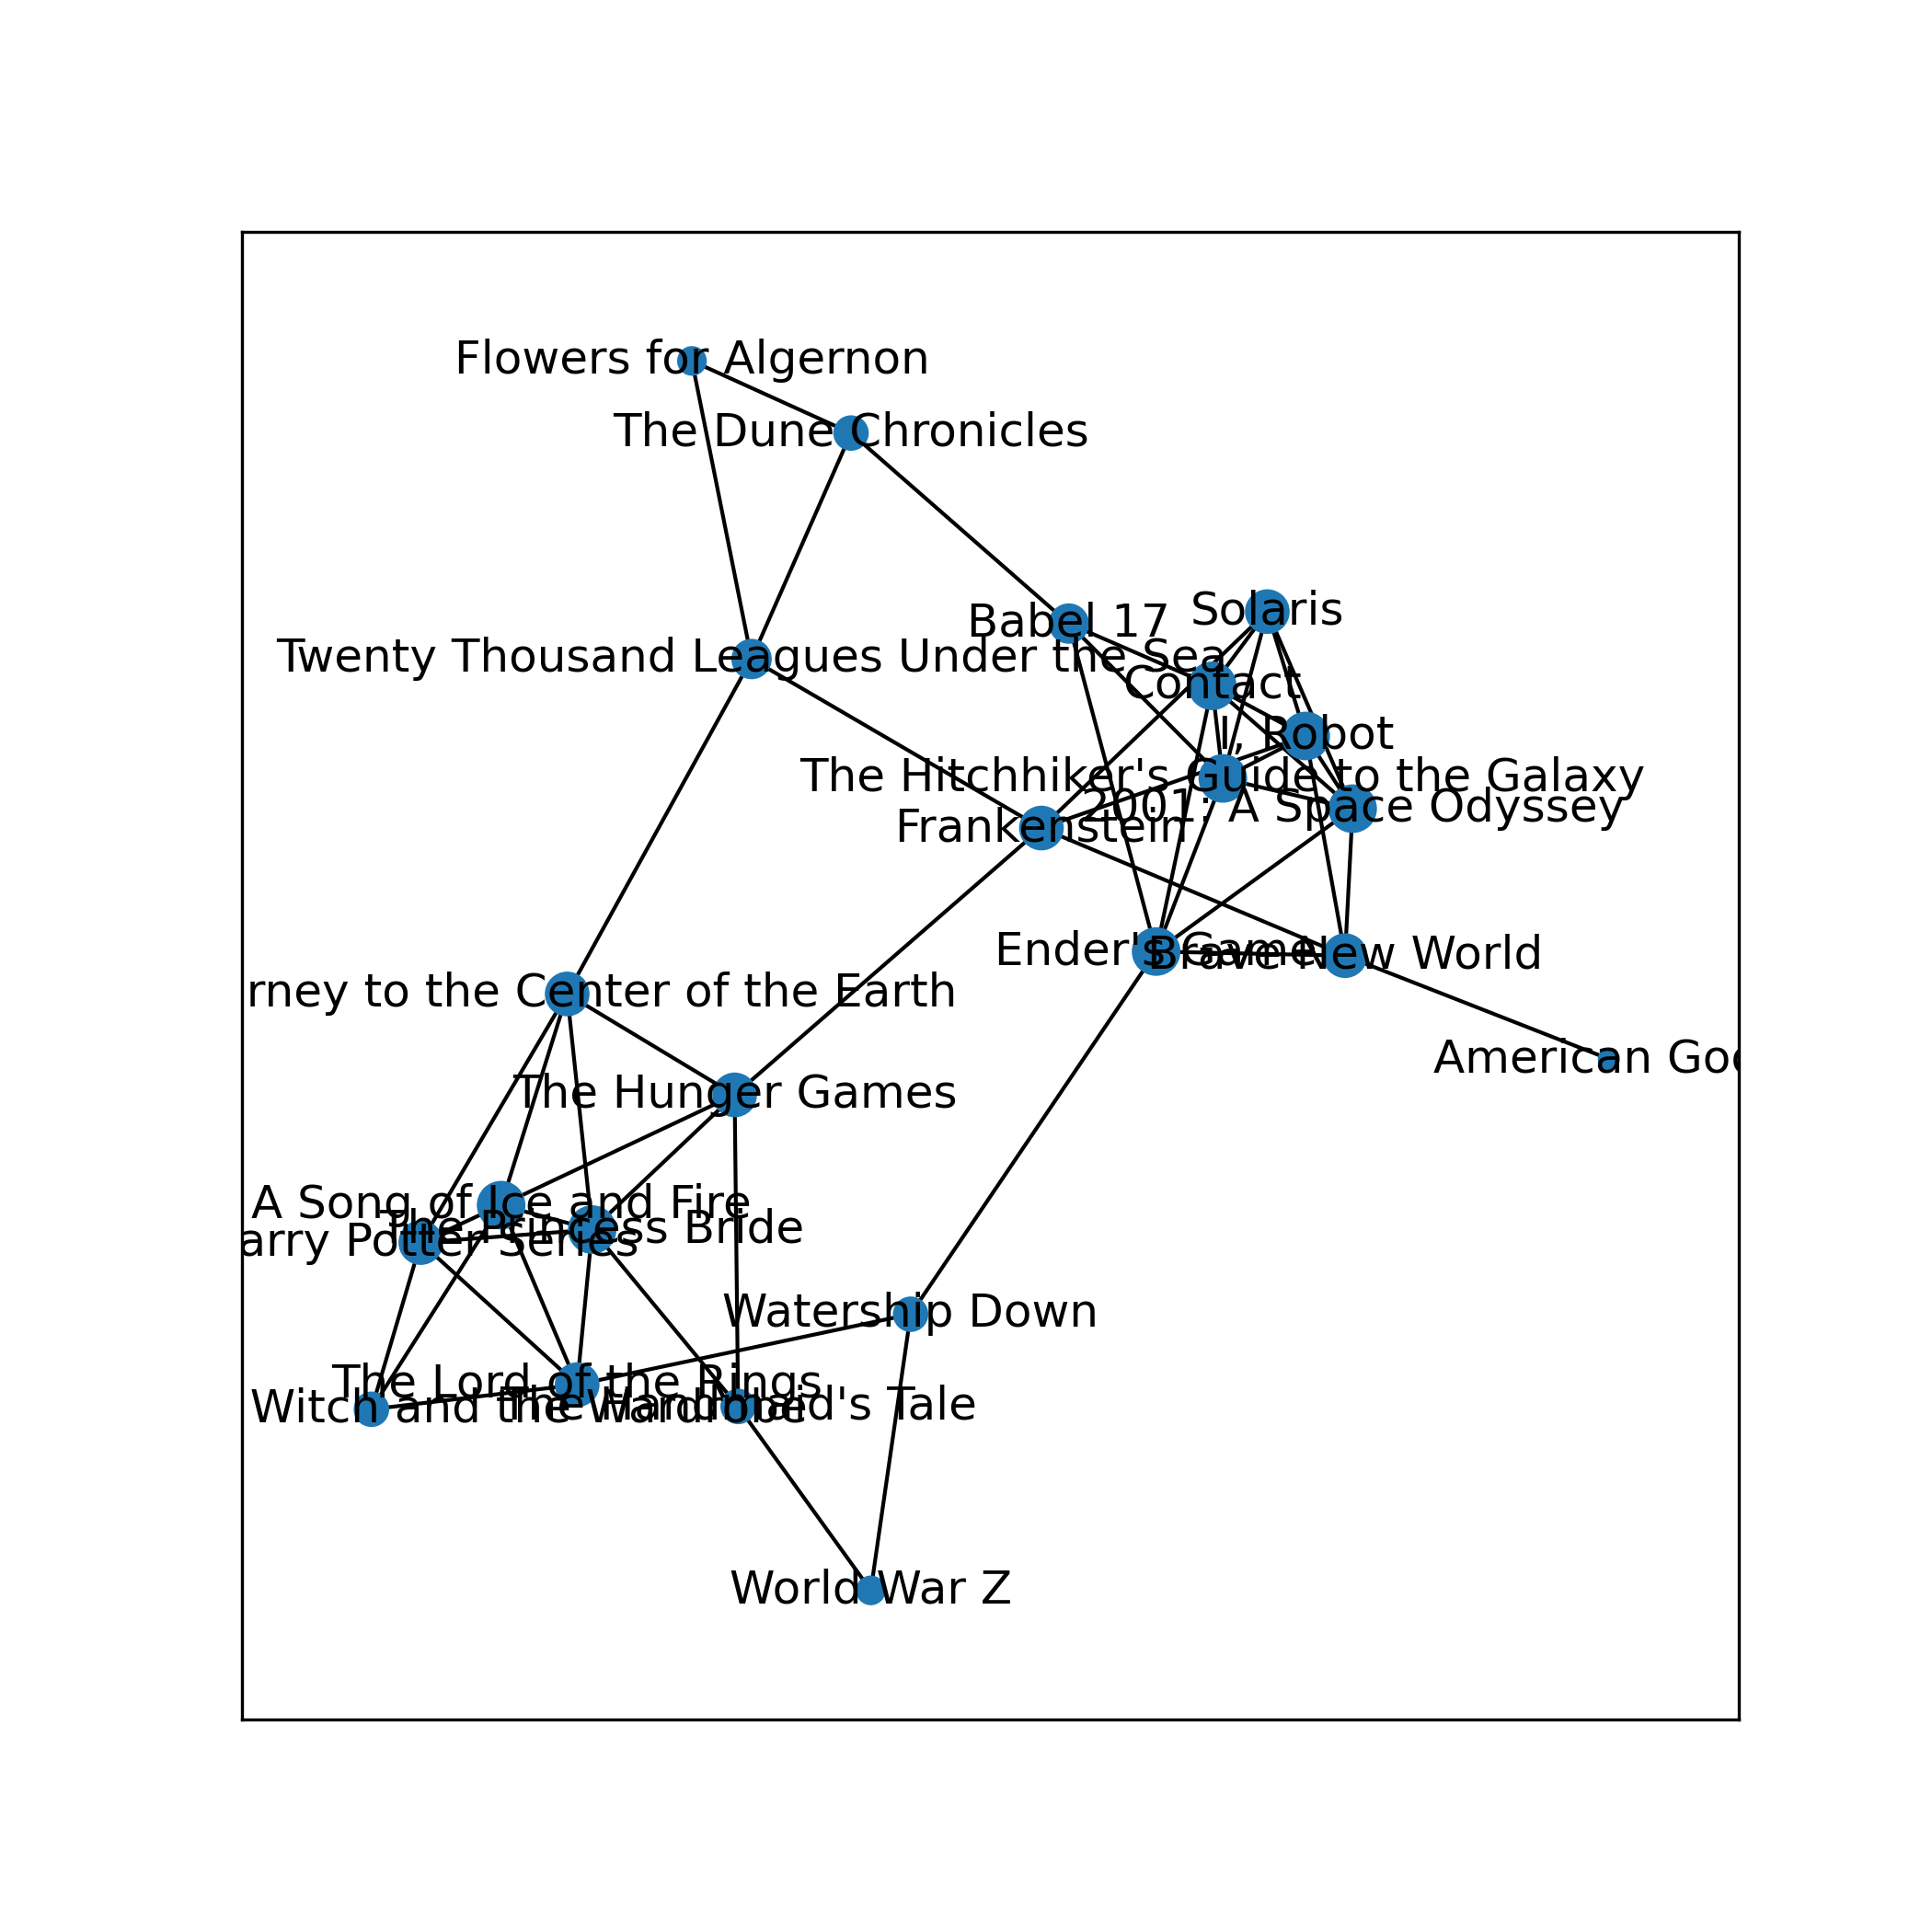 Flowers for Algernon
The Dune Chronicles
Solaris
Babel 17
Twenty Thousand Leagues Under the Sea
Contact
I, Robot
The Hitchhiker's Guide to the Galaxy
2001: A Space Odyssey
Frankenstein
Ender's Game
Brave New World
rney to the Center of the Earth
American Go
The Hunger Games
A Song of Ice and Fire
The Princess Bride
arry Potter Series
Watership Down
The Lord of the Rings
The Handmaid's Tale
Witch and the Wardrobe
World War Z